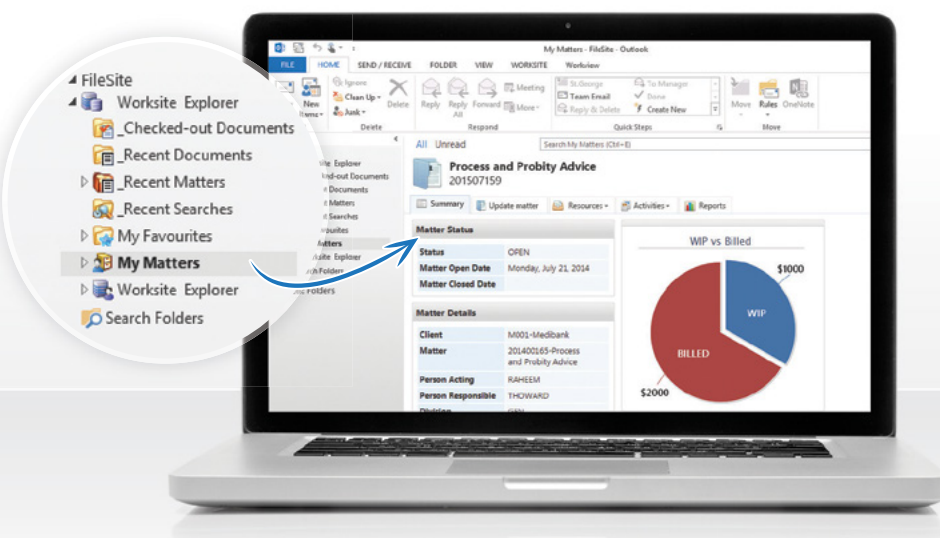 FileSite
Worksite Explorer
_Checked-out Documents
_Recent Documents
_Recent Matters
_Recent Searches
My Favourites
My Matters
Worksite Explorer
Search Folders
My Matters - FileSite - Outlook
FILE HOME SEND / RECEIVE FOLDER VIEW WORKSITE Workview
New
Items
Ignore
Clean Up
Junk
Delete
Delete
Reply
Reply
All
Forward
Meeting
More
Respond
St.George
Team Email
Reply & Delete
To Manager
Done
Create New
Quick Steps
Move
Rules
OneNote
Move
All Unread
Search My Matters (Ctrl+E)
Process and Probity Advice
201507159
Summary Update matter Resources Activities Reports
Matter Status
Status OPEN
Matter Open Date Monday, July 21, 2014
Matter Closed Date
Matter Details
Client M001-Medibank
Matter 201400165-Process
and Probity Advice
Person Acting RAHEEM
Person Responsible THOWARD
Division GEN
WIP vs Billed
$1000
WIP
BILLED
$2000